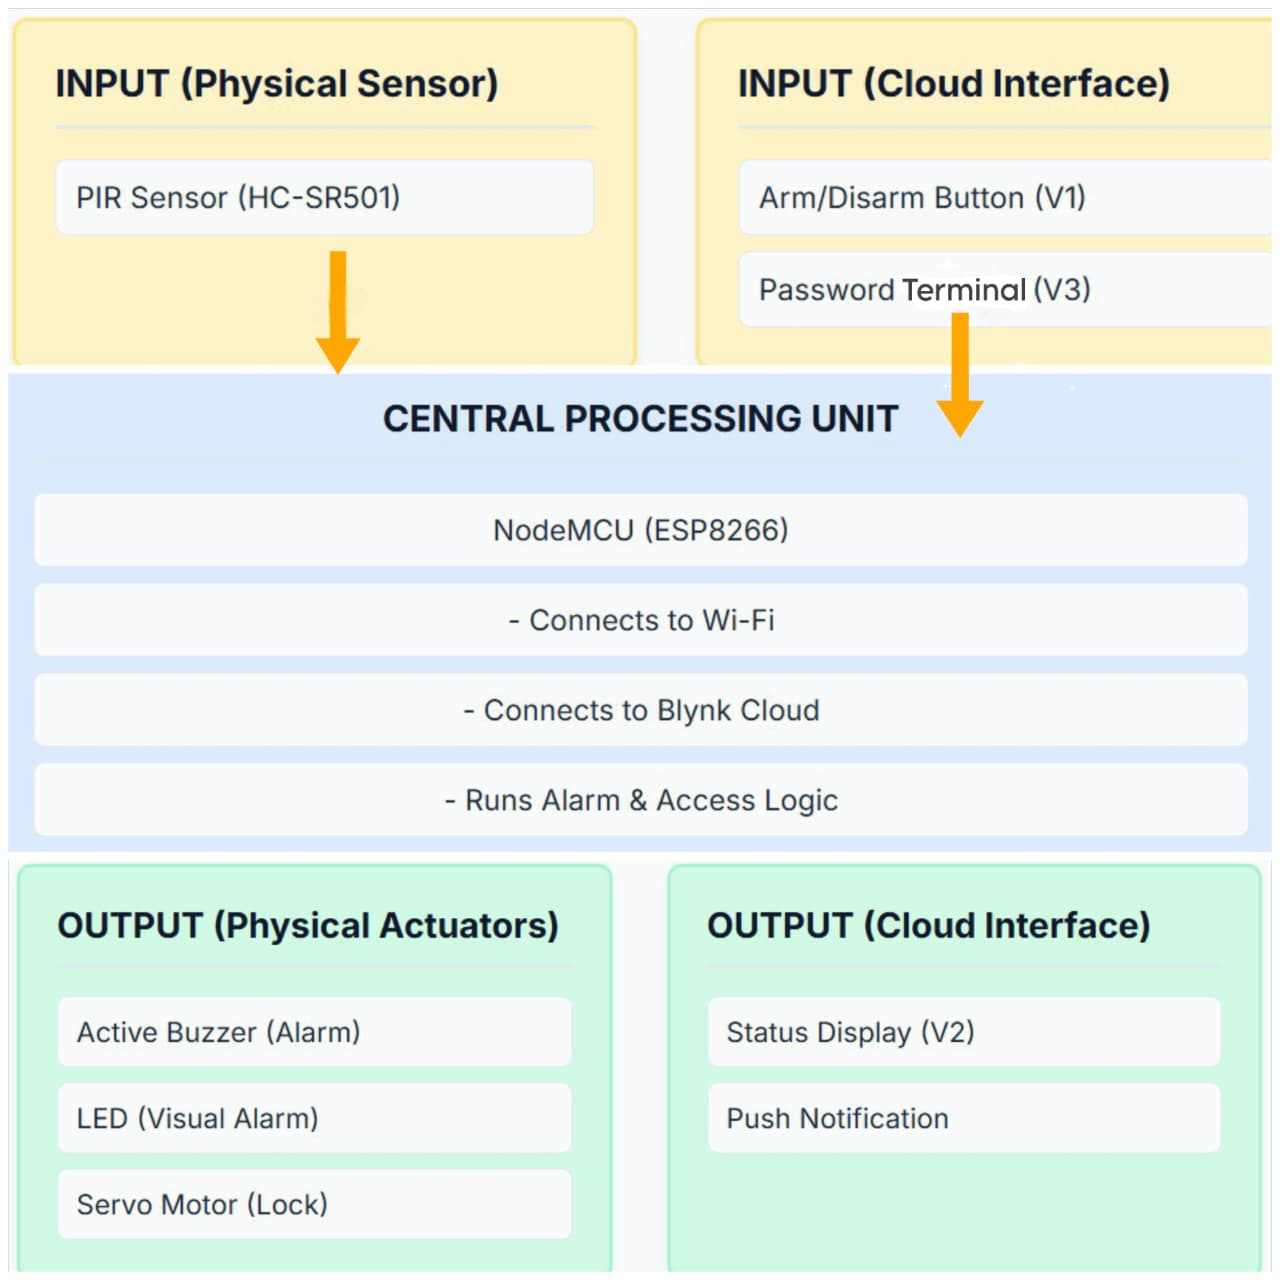 INPUT (Physical Sensor)
PIR Sensor (HC-SR501)
INPUT (Cloud Interface)
Arm/Disarm Button (V1)
Password Terminal (V3)
CENTRAL PROCESSING UNIT
NodeMCU (ESP8266)
- Connects to Wi-Fi
- Connects to Blynk Cloud
- Runs Alarm & Access Logic
OUTPUT (Physical Actuators)
Active Buzzer (Alarm)
LED (Visual Alarm)
Servo Motor (Lock)
OUTPUT (Cloud Interface)
Status Display (V2)
Push Notification